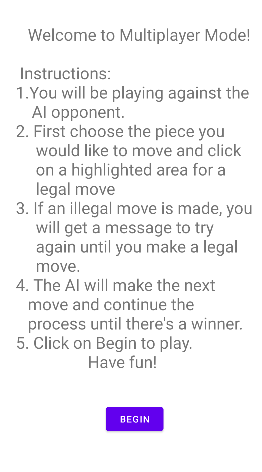 Welcome to Multiplayer Mode!
Instructions:
1.You will be playing against the
AI opponent.
2. First choose the piece you
would like to move and click
on a highlighted area for a
legal move
3. If an illegal move is made, you
will get a message to try
again until you make a legal
move.
4. The AI will make the next
move and continue the
process until there's a winner.
5. Click on Begin to play.
Have fun!
BEGIN